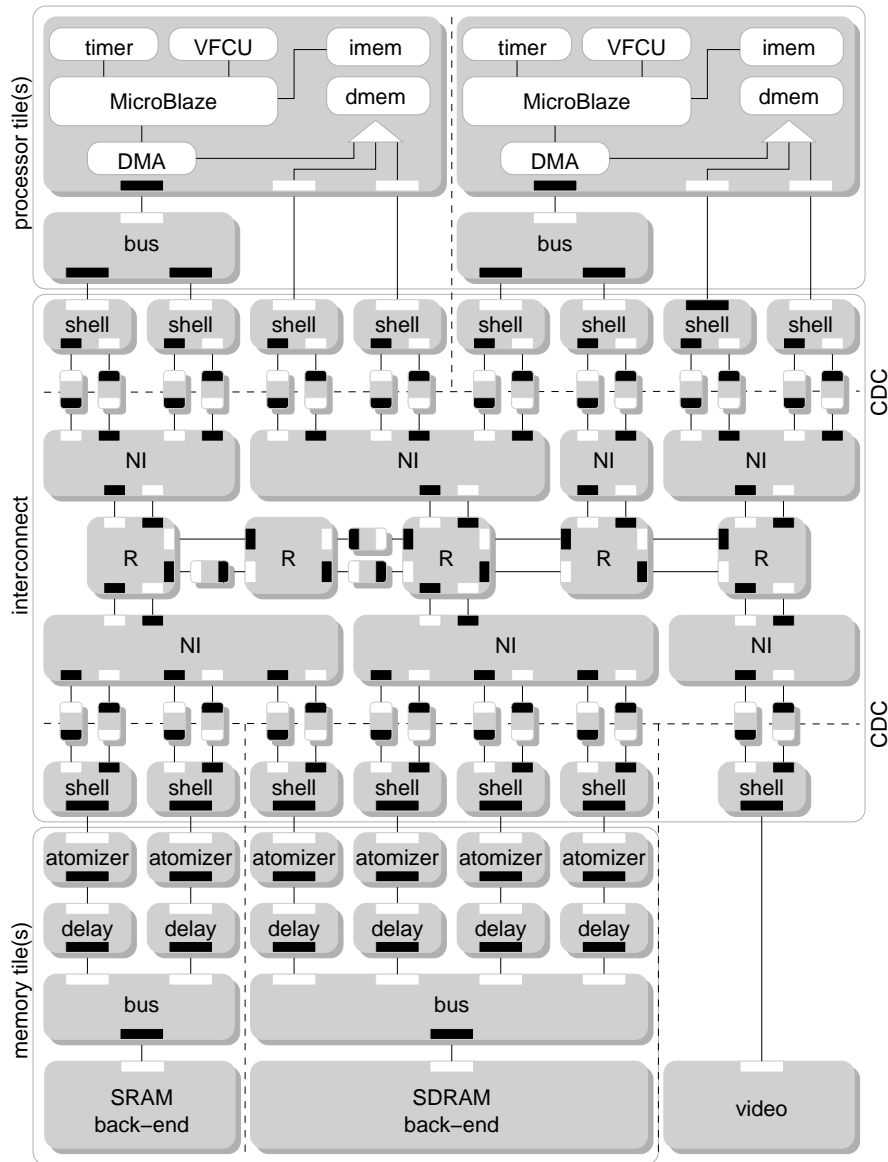 timer VFCU imem timer VFCU imem
MicroBlaze dmem MicroBlaze dmem
DMA DMA
processor tile(s)
bus bus
shell shell shell shell shell shell shell shell
CDC
NI NI NI NI
interconnect
R R R R R
NI NI NI
CDC
shell shell shell shell shell shell shell
atomizer atomizer atomizer atomizer atomizer atomizer
delay delay delay delay delay delay
memory tile(s)
bus bus
SRAM SDRAM video
back−end back−end